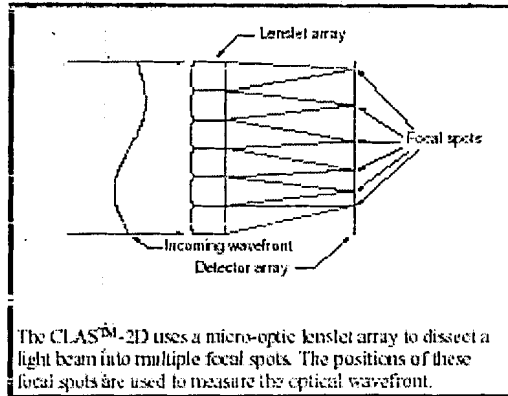 Lenslet array
Focal spots
Incoming wavefront
Detector array
The CLAS™-2D uses a micro-optic lenslet array to dissect a
light beam into multiple focal spots. The positions of these
focal spots are used to measure the optical wavefront.